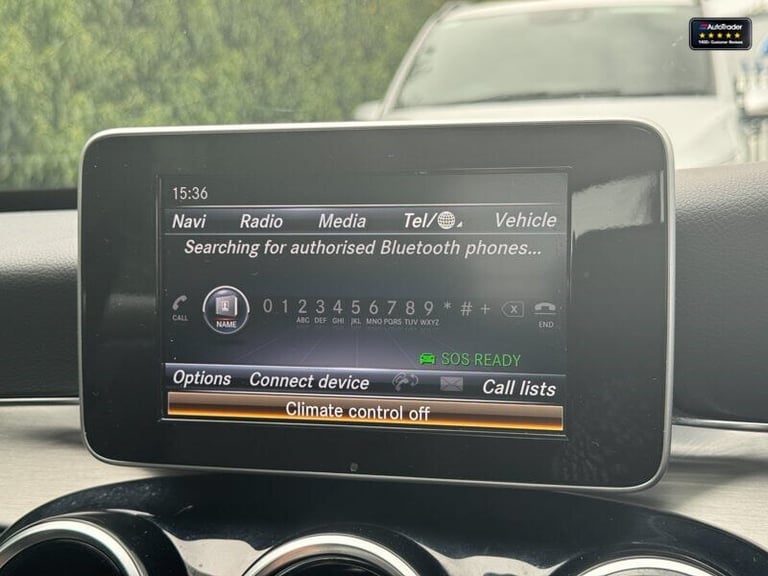 AutoTrader
15:36
Navi Radio Media Tel/ Vehicle
Searching for authorised Bluetooth phones...
CALL NAME 0 1 2 3 4 5 6 7 8 9 * # + X END
ABC DEF GHI JKL MNO PQRS TUV WXYZ
SOS READY
Options Connect device Call lists
Climate control off